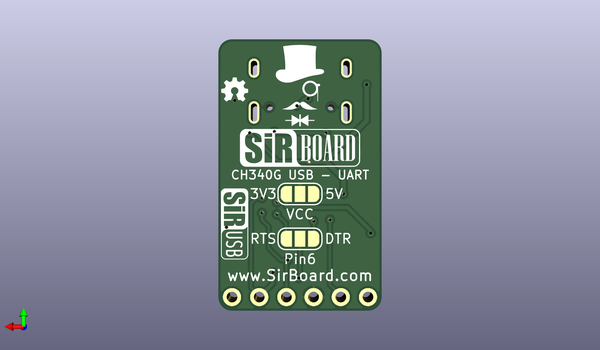 SiR BOARD
CH340G USB - UART
3V3 5V
VCC
SiR USB
RTS DTR
Pin6
www.SirBoard.com